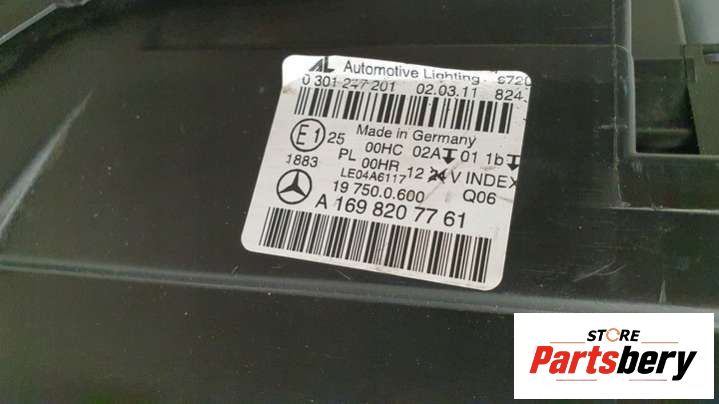 AL Automotive Lighting
0 301 247 201 02.03.11 824
Made in Germany
E1 25 00HC 02A 01 1b
1883 PL 00HR 12 V INDEX
LE04A6117 Q06
19 750.0.600
A 169 820 77 61
STORE
Partsbery